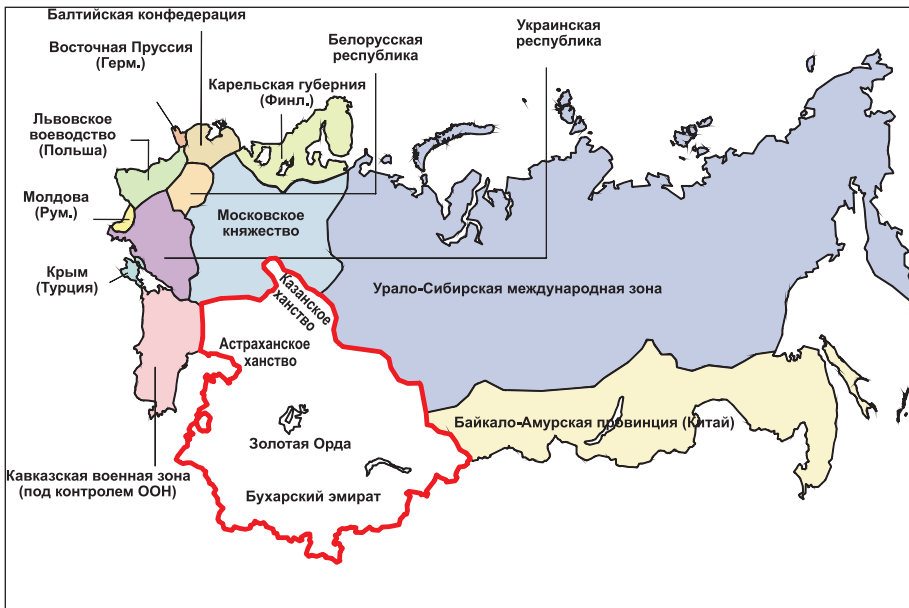 Балтийская конфедерация
Восточная Пруссия
(Герм.)
Белорусская
республика
Украинская
республика
Карельская губерния
(Финл.)
Львовское
воеводство
(Польша)
Молдова
(Рум.)
Московское
княжество
Крым
(Турция)
Урало-Сибирская международная зона
Казанское
ханство
Астраханское
ханство
Золотая Орда
Байкало-Амурская провинция (Китай)
Кавказская военная зона
(под контролем ООН)
Бухарский эмират